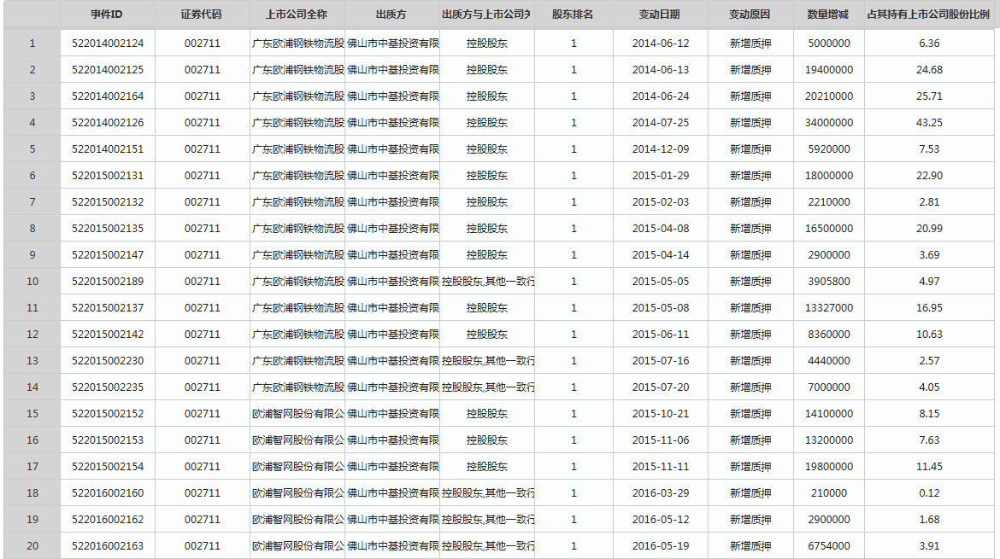 事件ID 证券代码 上市公司全称 出质方 出质方与上市公司关 股东排名 变动日期 变动原因 数量增减 占其持有上市公司股份比例
1 522014002124 002711 广东欧浦钢铁物流股 佛山市中基投资有限 控股股东 1 2014-06-12 新增质押 5000000 6.36
2 522014002125 002711 广东欧浦钢铁物流股 佛山市中基投资有限 控股股东 1 2014-06-13 新增质押 19400000 24.68
3 522014002164 002711 广东欧浦钢铁物流股 佛山市中基投资有限 控股股东 1 2014-06-24 新增质押 20210000 25.71
4 522014002126 002711 广东欧浦钢铁物流股 佛山市中基投资有限 控股股东 1 2014-07-25 新增质押 34000000 43.25
5 522014002151 002711 广东欧浦钢铁物流股 佛山市中基投资有限 控股股东 1 2014-12-09 新增质押 5920000 7.53
6 522015002131 002711 广东欧浦钢铁物流股 佛山市中基投资有限 控股股东 1 2015-01-29 新增质押 18000000 22.90
7 522015002132 002711 广东欧浦钢铁物流股 佛山市中基投资有限 控股股东 1 2015-02-03 新增质押 2210000 2.81
8 522015002135 002711 广东欧浦钢铁物流股 佛山市中基投资有限 控股股东 1 2015-04-08 新增质押 16500000 20.99
9 522015002147 002711 广东欧浦钢铁物流股 佛山市中基投资有限 控股股东 1 2015-04-14 新增质押 2900000 3.69
10 522015002189 002711 广东欧浦钢铁物流股 佛山市中基投资有限 控股股东,其他一致行 1 2015-05-05 新增质押 3905800 4.97
11 522015002137 002711 广东欧浦钢铁物流股 佛山市中基投资有限 控股股东 1 2015-05-08 新增质押 13327000 16.95
12 522015002142 002711 广东欧浦钢铁物流股 佛山市中基投资有限 控股股东 1 2015-06-11 新增质押 8360000 10.63
13 522015002230 002711 广东欧浦钢铁物流股 佛山市中基投资有限 控股股东,其他一致行 1 2015-07-16 新增质押 4440000 2.57
14 522015002235 002711 广东欧浦钢铁物流股 佛山市中基投资有限 控股股东,其他一致行 1 2015-07-20 新增质押 7000000 4.05
15 522015002152 002711 欧浦智网股份有限公 佛山市中基投资有限 控股股东 1 2015-10-21 新增质押 14100000 8.15
16 522015002153 002711 欧浦智网股份有限公 佛山市中基投资有限 控股股东 1 2015-11-06 新增质押 13200000 7.63
17 522015002154 002711 欧浦智网股份有限公 佛山市中基投资有限 控股股东 1 2015-11-11 新增质押 19800000 11.45
18 522016002160 002711 欧浦智网股份有限公 佛山市中基投资有限 控股股东,其他一致行 1 2016-03-29 新增质押 210000 0.12
19 522016002162 002711 欧浦智网股份有限公 佛山市中基投资有限 控股股东,其他一致行 1 2016-05-12 新增质押 2900000 1.68
20 522016002163 002711 欧浦智网股份有限公 佛山市中基投资有限 控股股东,其他一致行 1 2016-05-19 新增质押 6754000 3.91